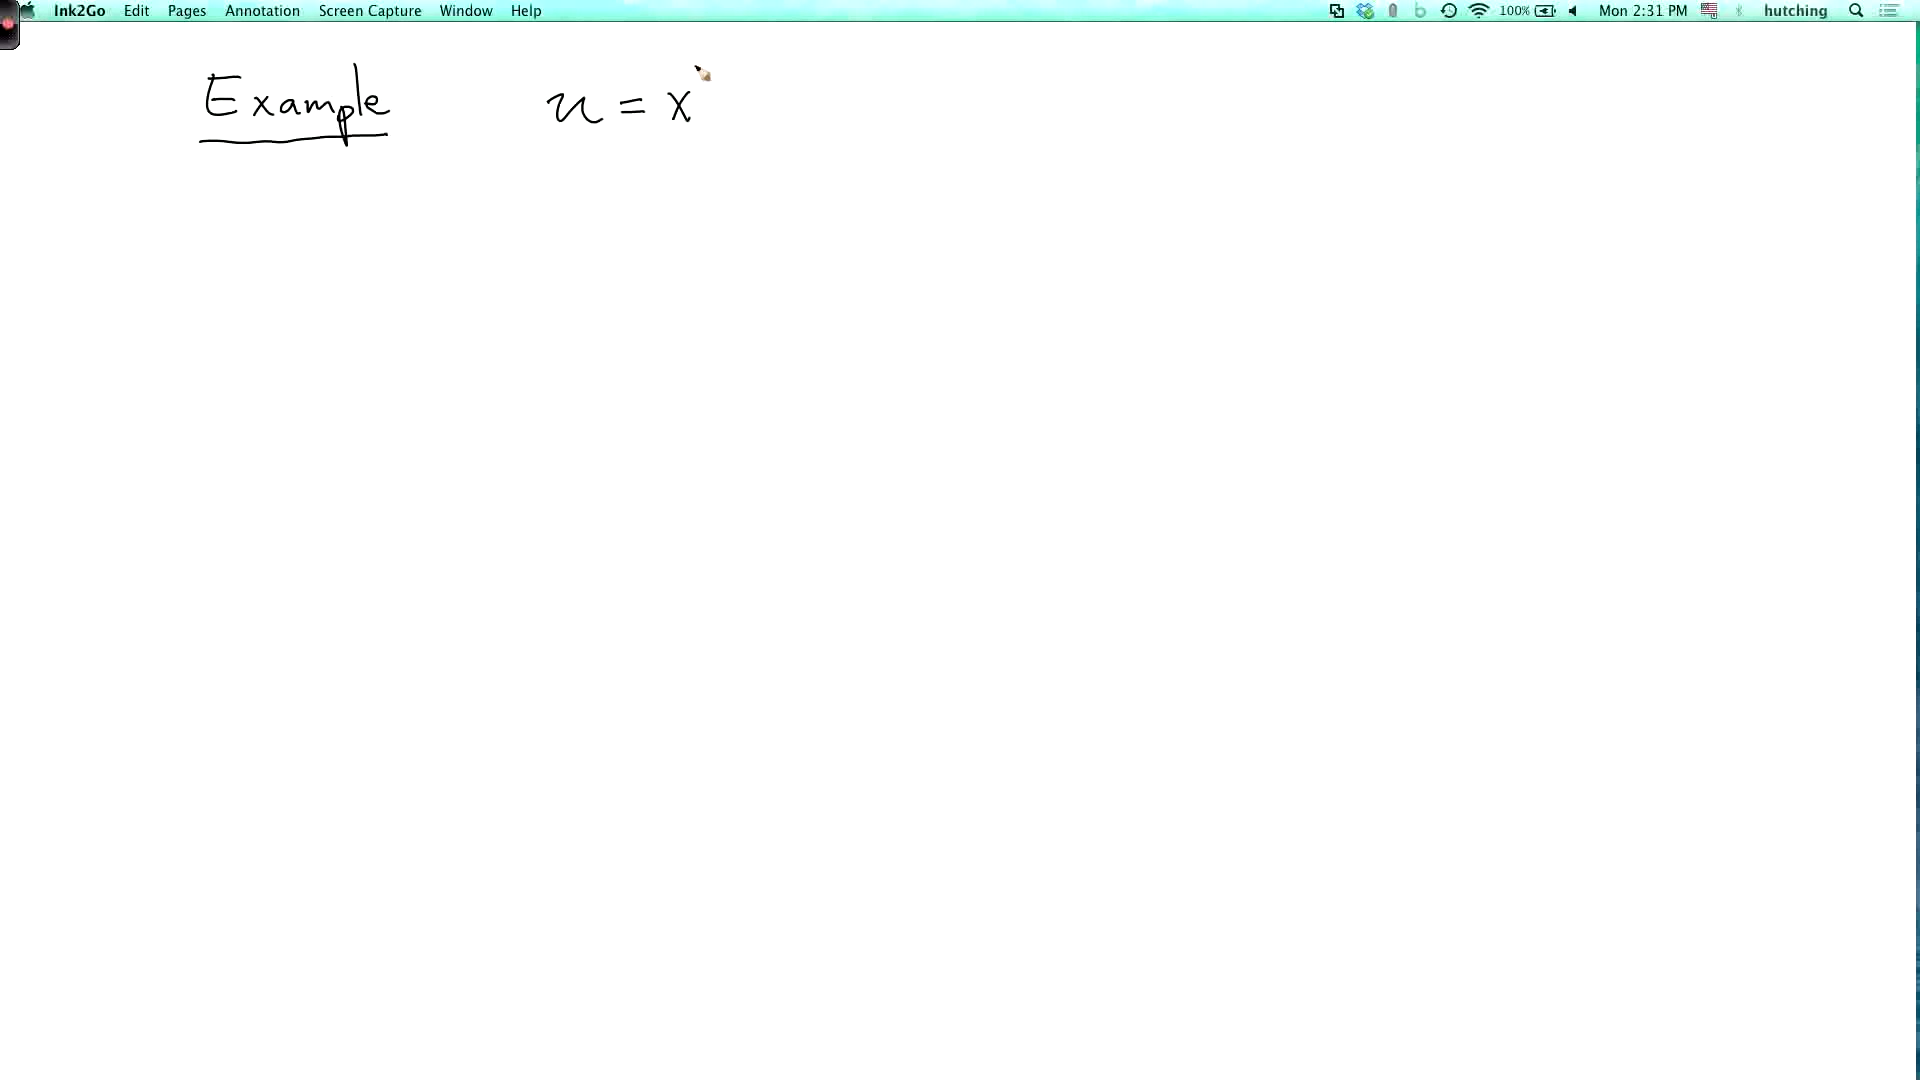 Ink2Go Edit Pages Annotation Screen Capture Window Help 100% Mon 2:31 PM hutching
Example u = x